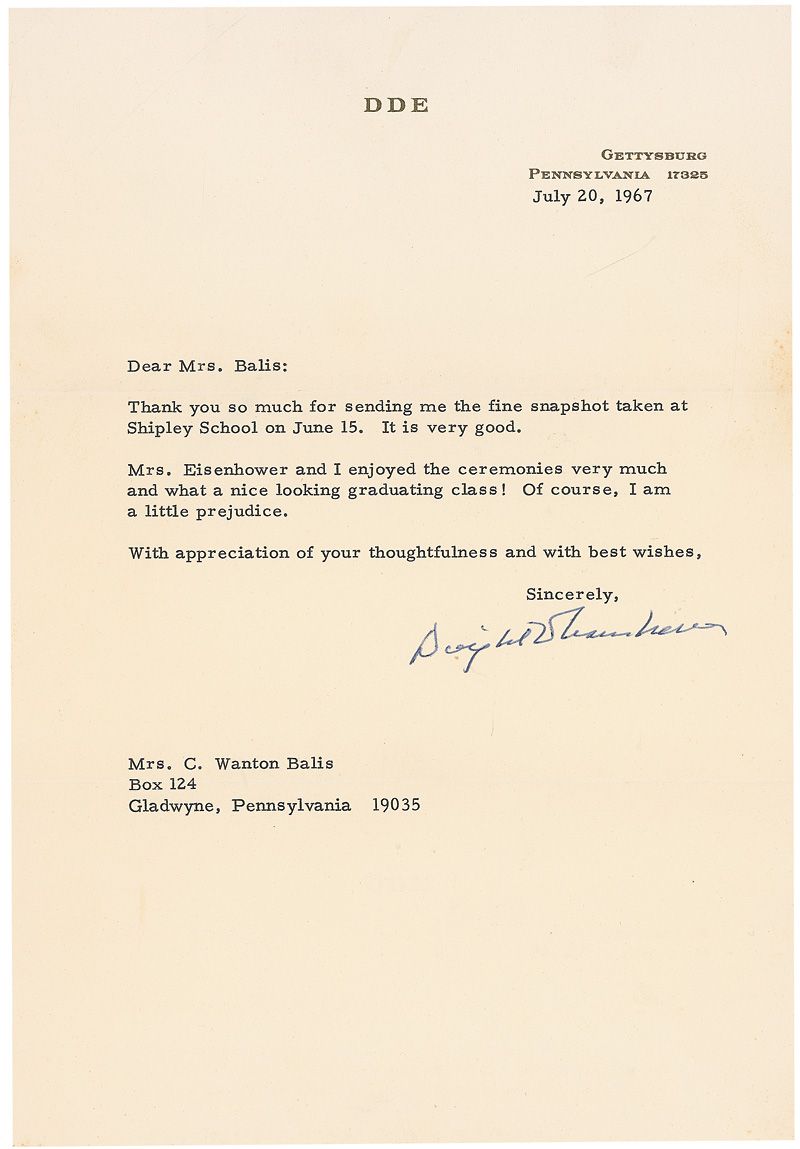 DDE
GETTYSBURG
PENNSYLVANIA 17325
July 20, 1967
Dear Mrs. Balis:
Thank you so much for sending me the fine snapshot taken at
Shipley School on June 15. It is very good.
Mrs. Eisenhower and I enjoyed the ceremonies very much
and what a nice looking graduating class! Of course, I am
a little prejudice.
With appreciation of your thoughtfulness and with best wishes,
Sincerely,
Dwight D Eisenhower
Mrs. C. Wanton Balis
Box 124
Gladwyne, Pennsylvania 19035